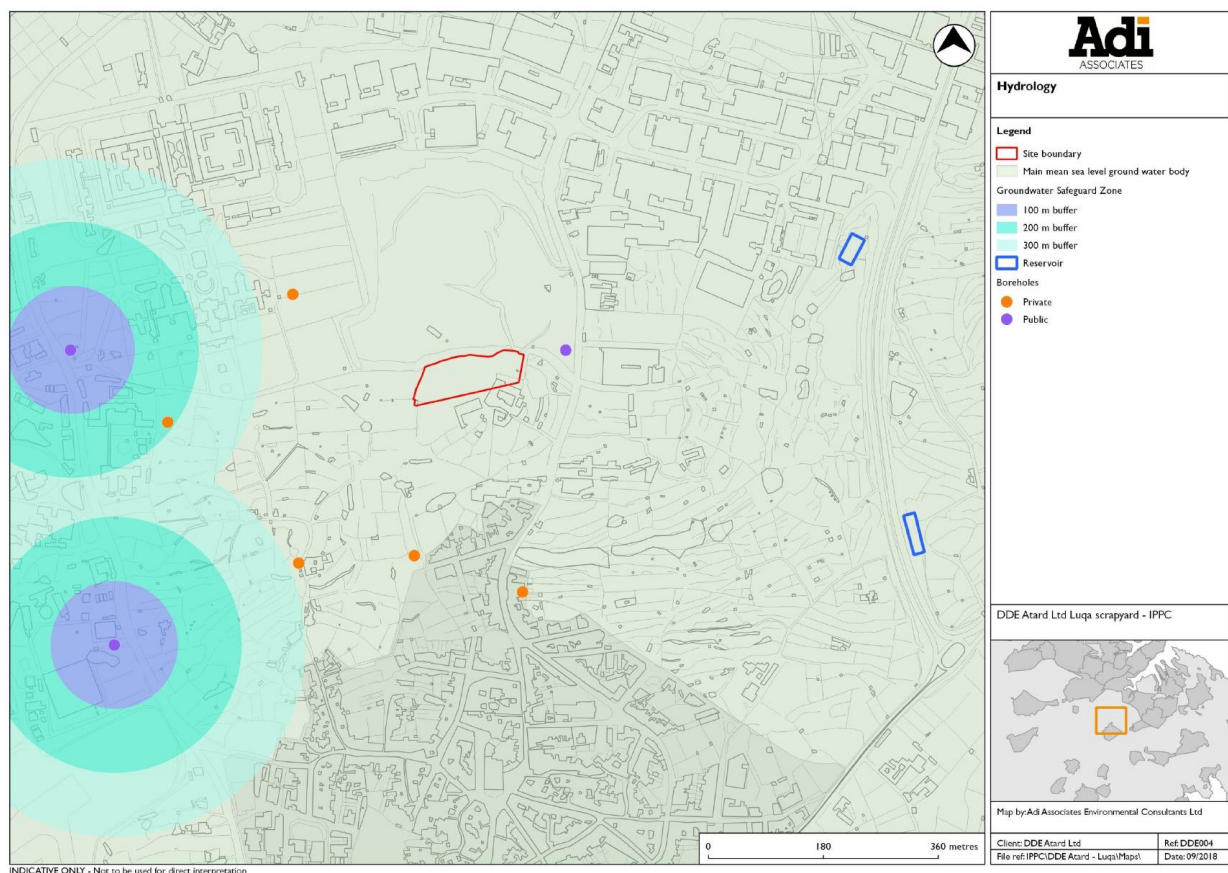 Adi
ASSOCIATES
Hydrology
Legend
Site boundary
Main mean sea level ground water body
Groundwater Safeguard Zone
100 m buffer
200 m buffer
300 m buffer
Reservoir
Boreholes
Private
Public
DDE Atard Ltd Luqa scrapyard - IPPC
Map by:Adi Associates Environmental Consultants Ltd
Client: DDE Atard Ltd
Ref: DDE004
File ref: IPPC\DDE Atard - Luqa\Maps\
Date: 09/2018
0 180 360 metres
INDICATIVE ONLY - Not to be used for direct interpretation